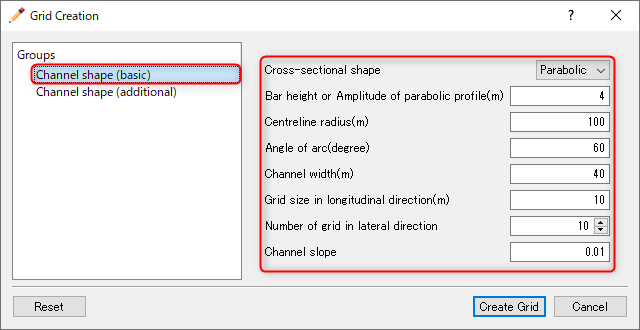 Grid Creation
Groups
Channel shape (basic)
Channel shape (additional)
Cross-sectional shape Parabolic
Bar height or Amplitude of parabolic profile(m) 4
Centreline radius(m) 100
Angle of arc(degree) 60
Channel width(m) 40
Grid size in longitudinal direction(m) 10
Number of grid in lateral direction 10
Channel slope 0.01
Reset Create Grid Cancel